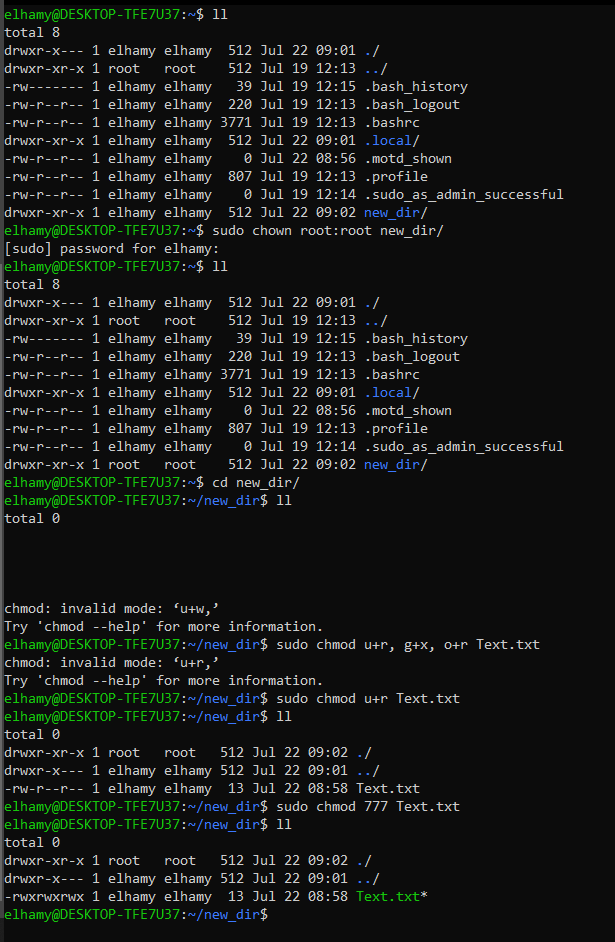 elhamy@DESKTOP-TFE7U37:~$ ll
total 8
drwxr-x--- 1 elhamy elhamy  512 Jul 22 09:01 ./
drwxr-xr-x 1 root   root    512 Jul 19 12:13 ../
-rw------- 1 elhamy elhamy   39 Jul 19 12:15 .bash_history
-rw-r--r-- 1 elhamy elhamy  220 Jul 19 12:13 .bash_logout
-rw-r--r-- 1 elhamy elhamy 3771 Jul 19 12:13 .bashrc
drwxr-xr-x 1 elhamy elhamy  512 Jul 22 09:01 .local/
-rw-r--r-- 1 elhamy elhamy    0 Jul 22 08:56 .motd_shown
-rw-r--r-- 1 elhamy elhamy  807 Jul 19 12:13 .profile
-rw-r--r-- 1 elhamy elhamy    0 Jul 19 12:14 .sudo_as_admin_successful
drwxr-xr-x 1 elhamy elhamy  512 Jul 22 09:02 new_dir/
elhamy@DESKTOP-TFE7U37:~$ sudo chown root:root new_dir/
[sudo] password for elhamy:
elhamy@DESKTOP-TFE7U37:~$ ll
total 8
drwxr-x--- 1 elhamy elhamy  512 Jul 22 09:01 ./
drwxr-xr-x 1 root   root    512 Jul 19 12:13 ../
-rw------- 1 elhamy elhamy   39 Jul 19 12:15 .bash_history
-rw-r--r-- 1 elhamy elhamy  220 Jul 19 12:13 .bash_logout
-rw-r--r-- 1 elhamy elhamy 3771 Jul 19 12:13 .bashrc
drwxr-xr-x 1 elhamy elhamy  512 Jul 22 09:01 .local/
-rw-r--r-- 1 elhamy elhamy    0 Jul 22 08:56 .motd_shown
-rw-r--r-- 1 elhamy elhamy  807 Jul 19 12:13 .profile
-rw-r--r-- 1 elhamy elhamy    0 Jul 19 12:14 .sudo_as_admin_successful
drwxr-xr-x 1 root   root    512 Jul 22 09:02 new_dir/
elhamy@DESKTOP-TFE7U37:~$ cd new_dir/
elhamy@DESKTOP-TFE7U37:~/new_dir$ ll
total 0
chmod: invalid mode: ‘u+w,’
Try 'chmod --help' for more information.
elhamy@DESKTOP-TFE7U37:~/new_dir$ sudo chmod u+r, g+x, o+r Text.txt
chmod: invalid mode: ‘u+r,’
Try 'chmod --help' for more information.
elhamy@DESKTOP-TFE7U37:~/new_dir$ sudo chmod u+r Text.txt
elhamy@DESKTOP-TFE7U37:~/new_dir$ ll
total 0
drwxr-xr-x 1 root   root   512 Jul 22 09:02 ./
drwxr-x--- 1 elhamy elhamy 512 Jul 22 09:01 ../
-rw-r--r-- 1 elhamy elhamy  13 Jul 22 08:58 Text.txt
elhamy@DESKTOP-TFE7U37:~/new_dir$ sudo chmod 777 Text.txt
elhamy@DESKTOP-TFE7U37:~/new_dir$ ll
total 0
drwxr-xr-x 1 root   root   512 Jul 22 09:02 ./
drwxr-x--- 1 elhamy elhamy 512 Jul 22 09:01 ../
-rwxrwxrwx 1 elhamy elhamy  13 Jul 22 08:58 Text.txt*
elhamy@DESKTOP-TFE7U37:~/new_dir$